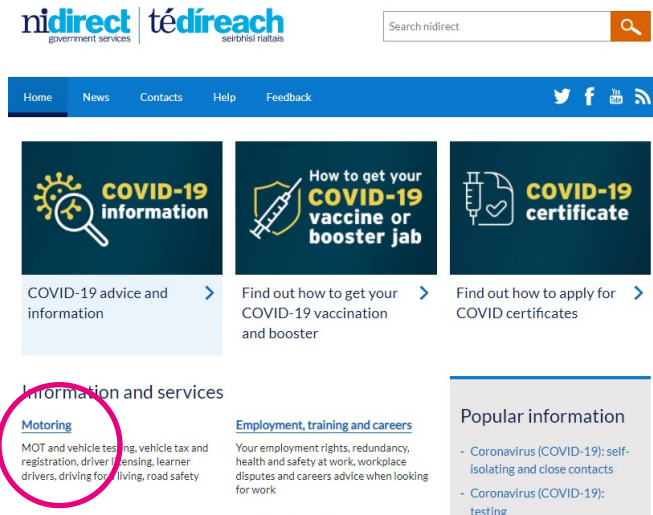 nidirect
government services
tédíreach
seirbhísí rialtais
Search nidirect
Home News Contacts Help Feedback
You
Tube
COVID-19
information
How to get your
COVID-19
vaccine or
booster jab
COVID-19
certificate
COVID-19 advice and
information
Find out how to get your
COVID-19 vaccination
and booster
Find out how to apply for
COVID certificates
Information and services
Motoring
MOT and vehicle testing, vehicle tax and
registration, driver licensing, learner
drivers, driving for a living, road safety
Employment, training and careers
Your employment rights, redundancy,
health and safety at work, workplace
disputes and careers advice when looking
for work
Popular information
- Coronavirus (COVID-19): self-
isolating and close contacts
- Coronavirus (COVID-19):
testing